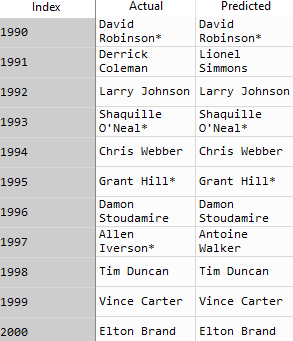 Index Actual Predicted
1990 David Robinson* David Robinson*
1991 Derrick Coleman Lionel Simmons
1992 Larry Johnson Larry Johnson
1993 Shaquille O'Neal* Shaquille O'Neal*
1994 Chris Webber Chris Webber
1995 Grant Hill* Grant Hill*
1996 Damon Stoudamire Damon Stoudamire
1997 Allen Iverson* Antoine Walker
1998 Tim Duncan Tim Duncan
1999 Vince Carter Vince Carter
2000 Elton Brand Elton Brand